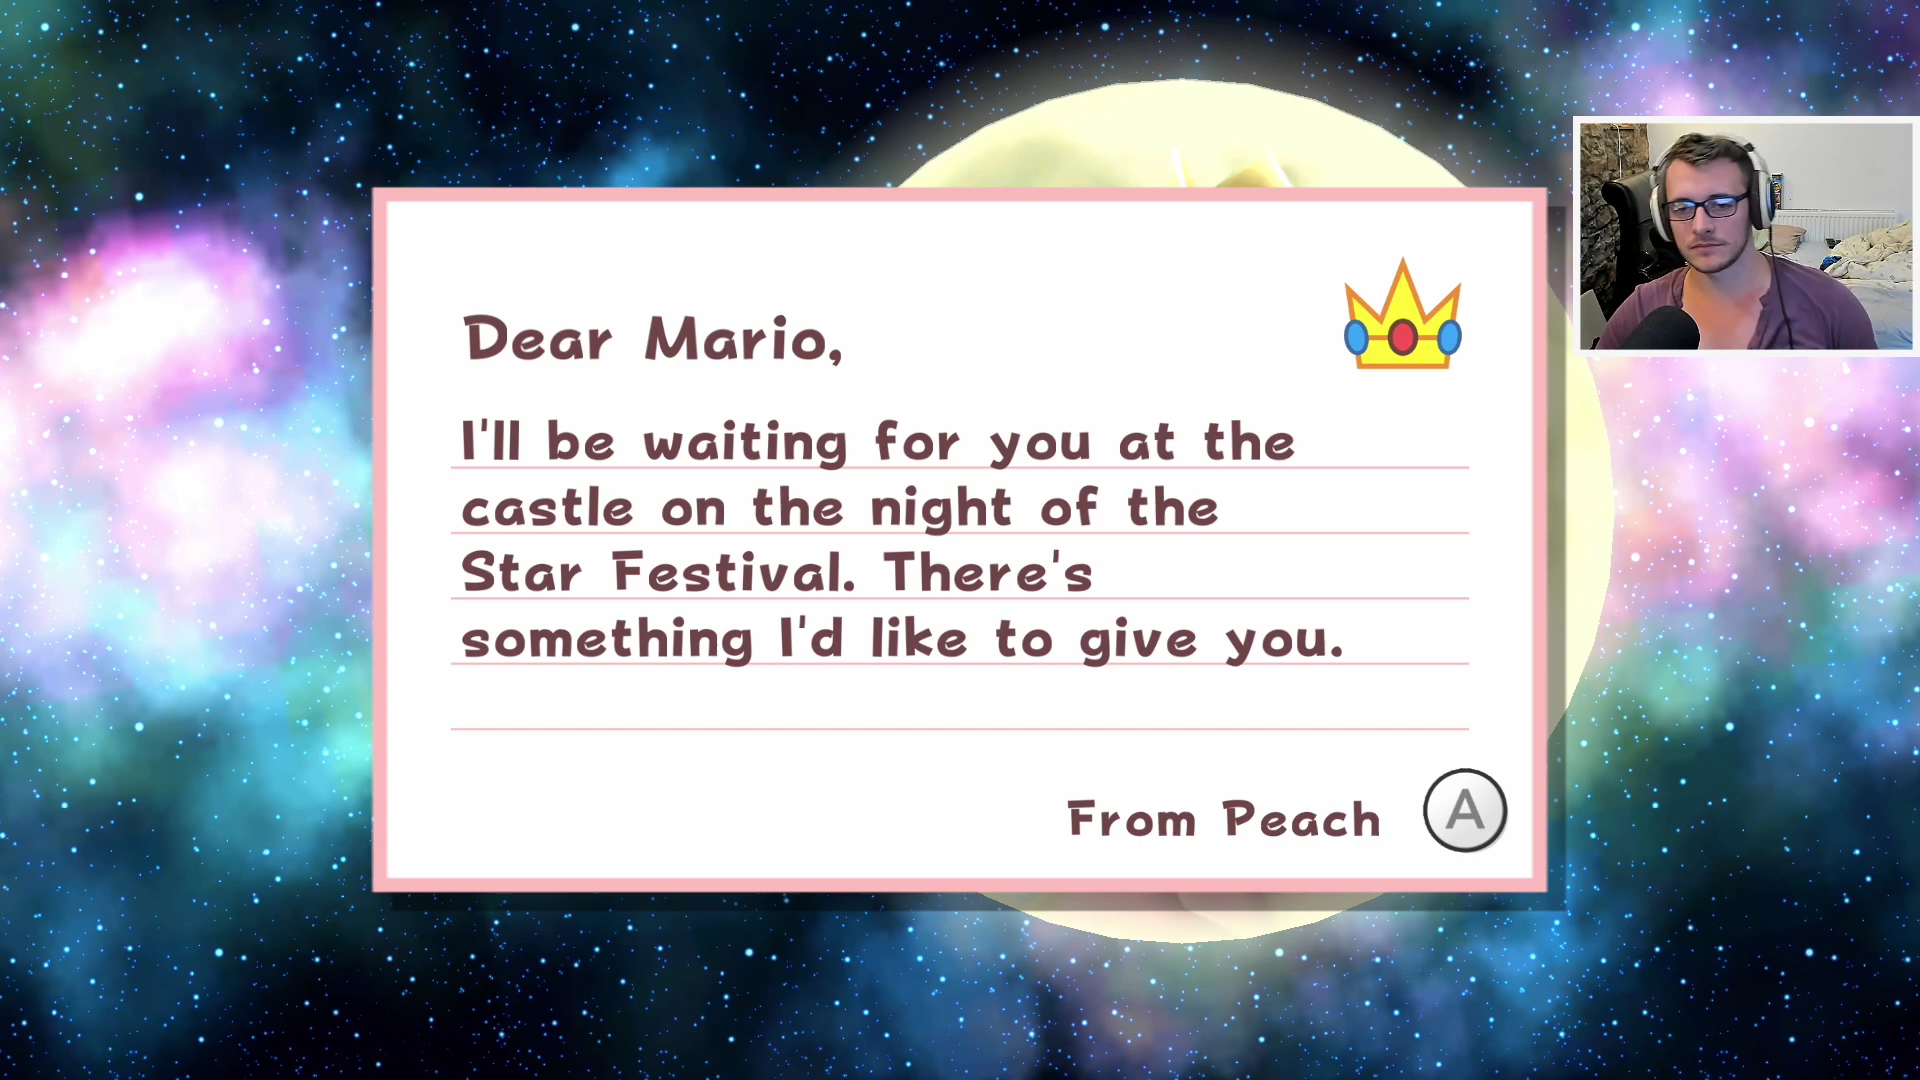 Dear Mario,
I'll be waiting for you at the
castle on the night of the
Star Festival. There's
something I'd like to give you.
From Peach
A